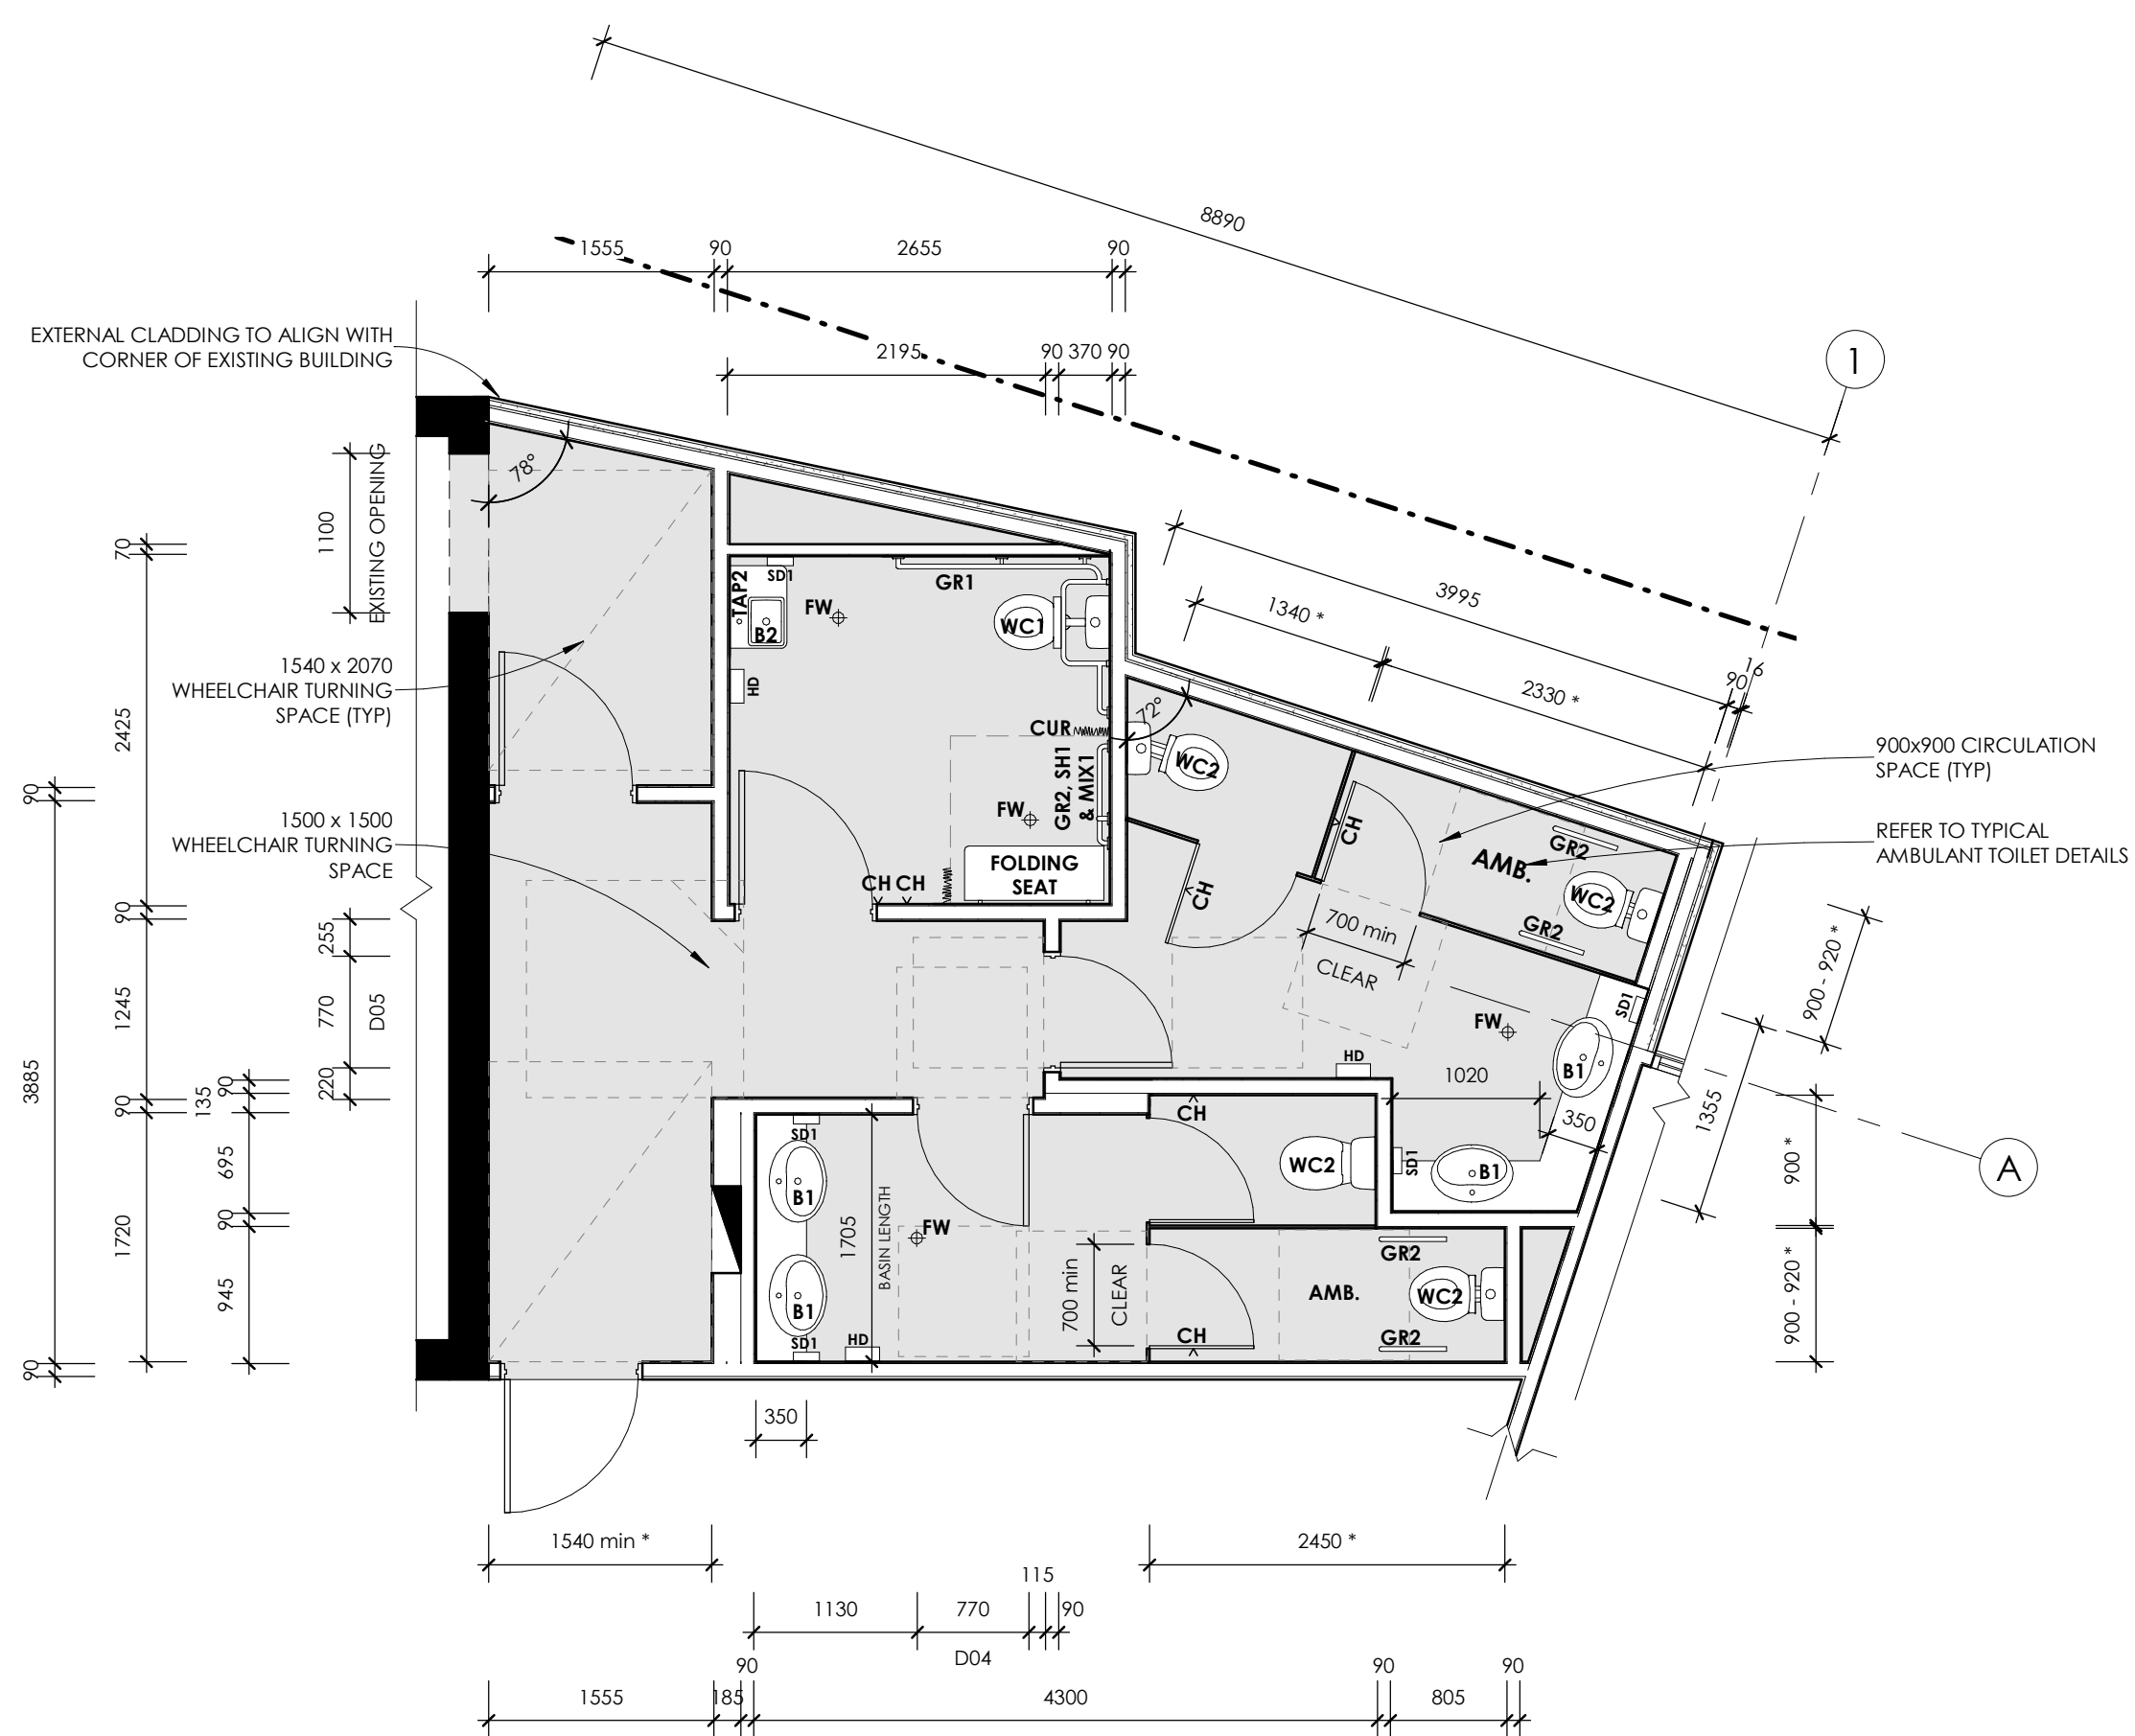 8890
1555 90 2655 90
2195 90 370 90
1
EXTERNAL CLADDING TO ALIGN WITH
CORNER OF EXISTING BUILDING
78°
1100
EXISTING OPENING
70
TAP2
SD1
B2
FW
GR1
WC1
HD
3995
1340 *
2330 *
16
90
1540 x 2070
WHEELCHAIR TURNING
SPACE (TYP)
2425
CUR
GR2, SH1
& MIX1
72°
WC2
900x900 CIRCULATION
SPACE (TYP)
90
1500 x 1500
WHEELCHAIR TURNING
SPACE
FW
FOLDING
SEAT
CH CH
CH
CH
GR2
AMB.
WC2
GR2
REFER TO TYPICAL
AMBULANT TOILET DETAILS
700 min
CLEAR
90
255
1245
770
D05
220
3885
90
135
90
695
1720
90
945
90
FW
SD1
B1
HD
1020
350
900 - 920 *
1355
A
900 *
900 - 920 *
SD1
B1
SD1
B1
B1
SD1
HD
FW
1705
BASIN LENGTH
CH
WC2
700 min
CLEAR
CH
AMB.
GR2
WC2
GR2
350
1540 min *
2450 *
115
1130 770 90
D04
90 90 90
1555 185 4300 805